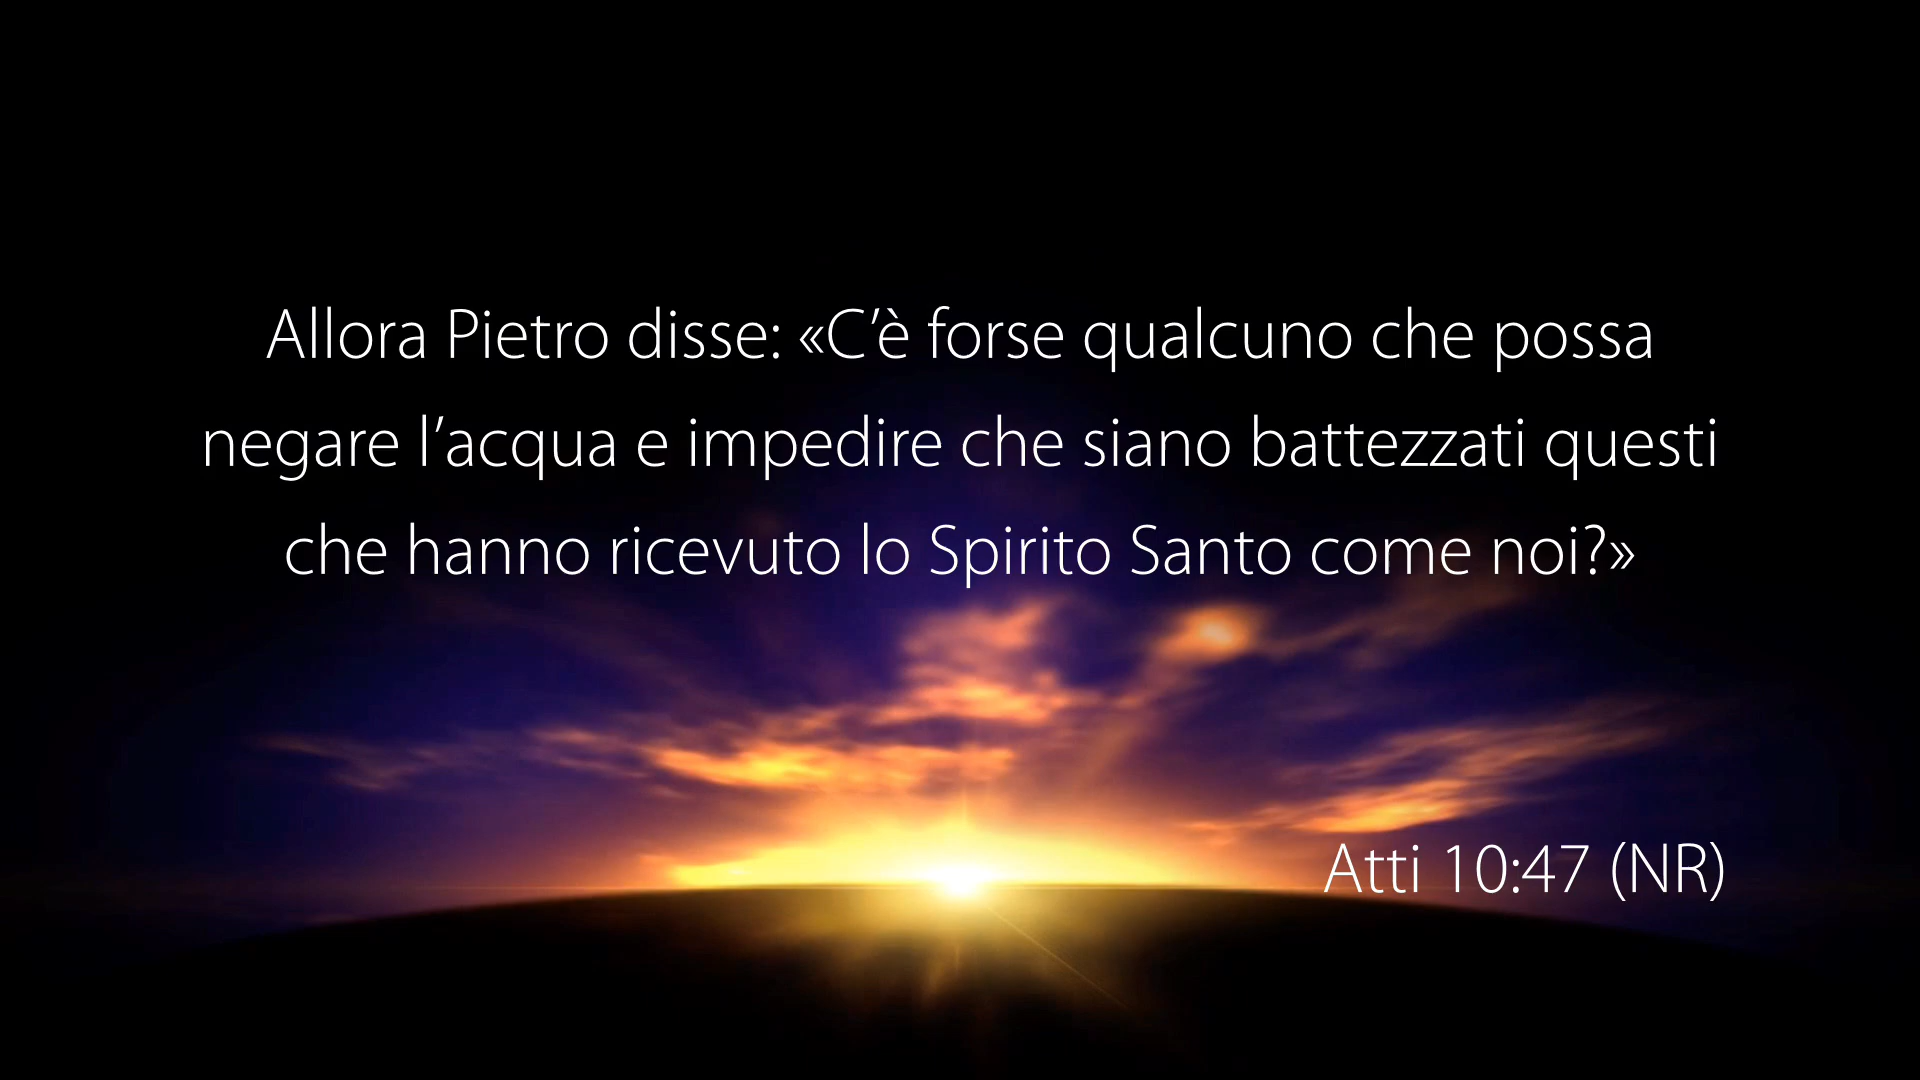 Allora Pietro disse: «C’è forse qualcuno che possa
negare l’acqua e impedire che siano battezzati questi
che hanno ricevuto lo Spirito Santo come noi?»
Atti 10:47 (NR)